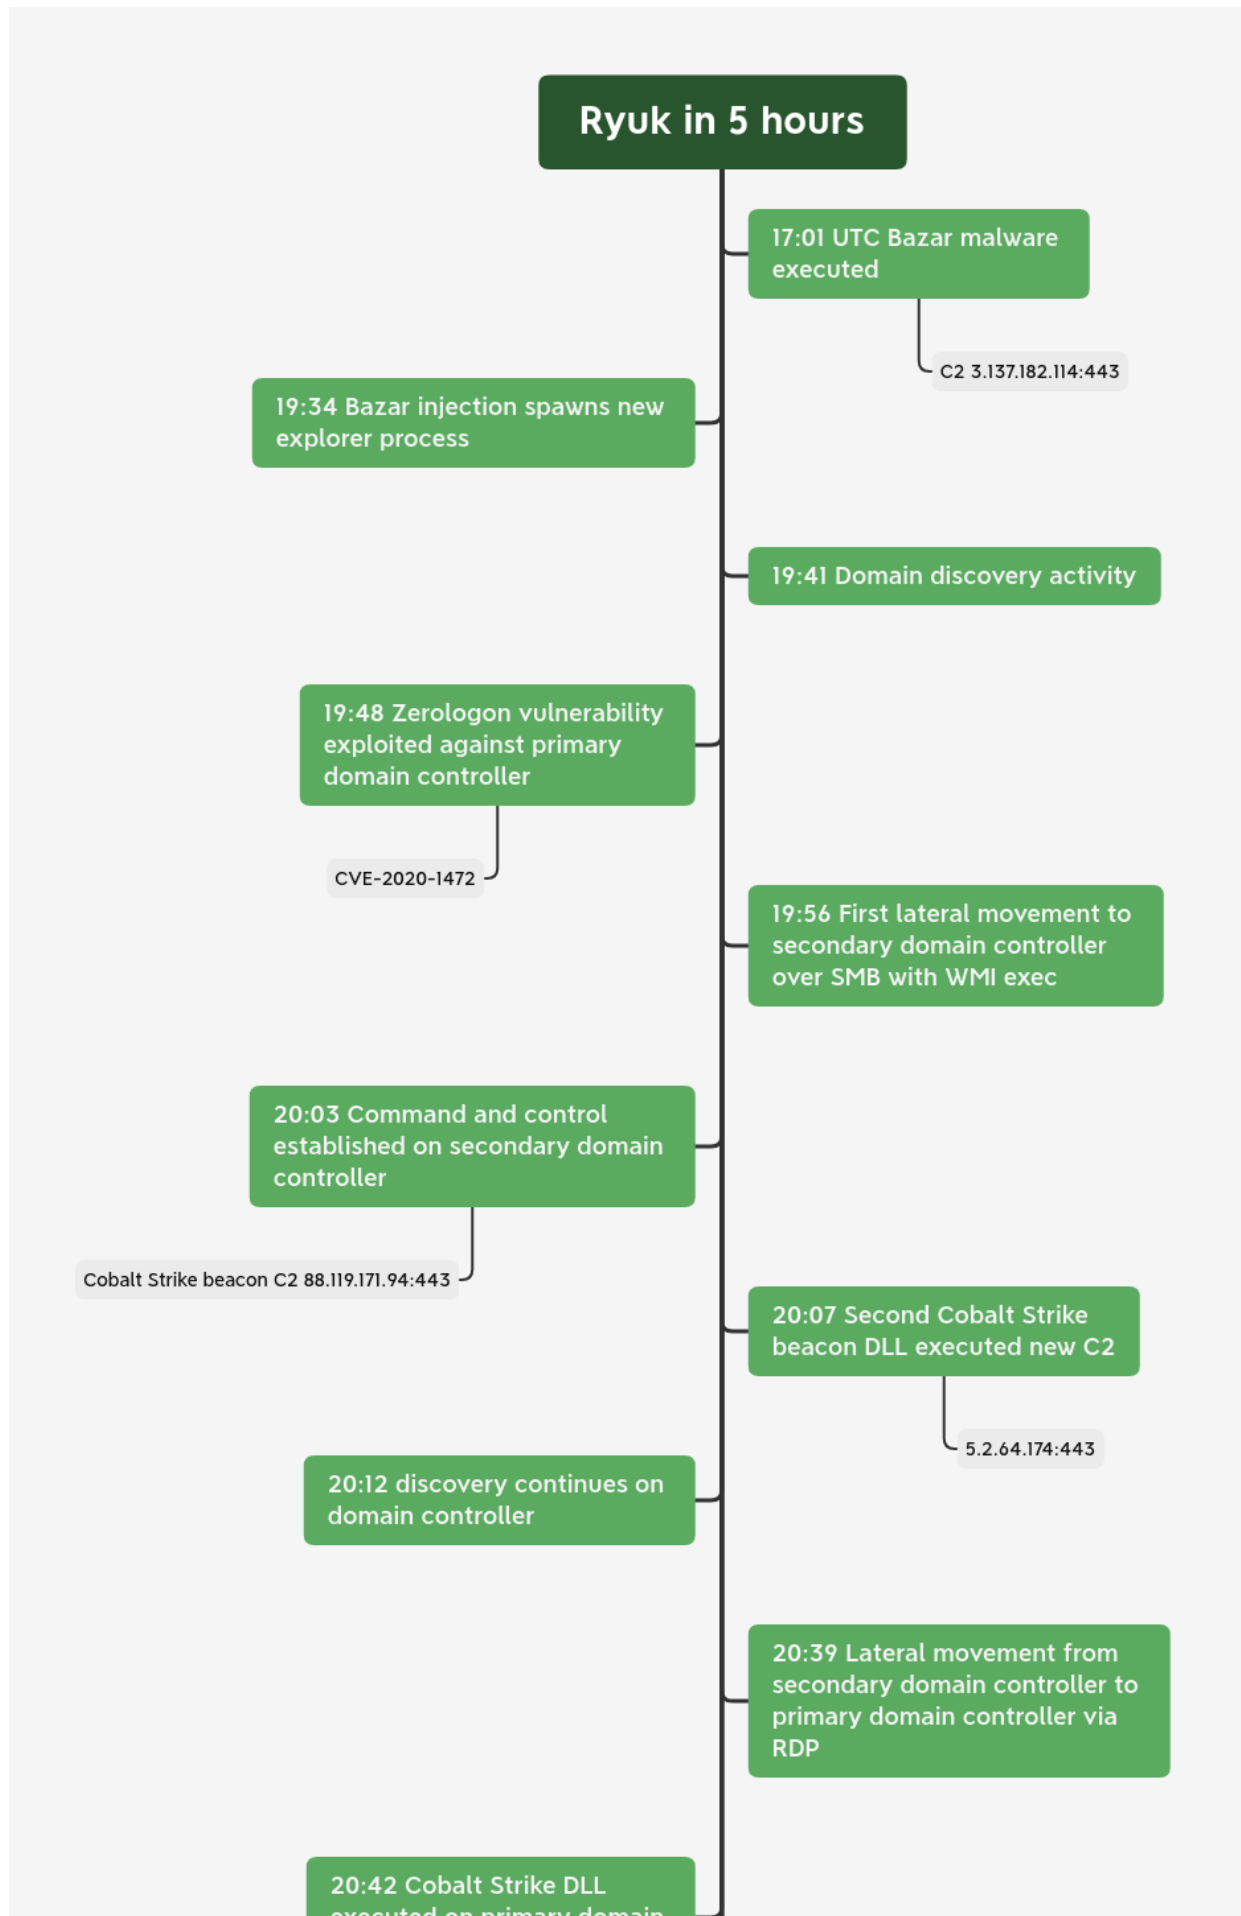 Ryuk in 5 hours
17:01 UTC Bazar malware
executed
C2 3.137.182.114:443
19:34 Bazar injection spawns new
explorer process
19:41 Domain discovery activity
19:48 Zerologon vulnerability
exploited against primary
domain controller
CVE-2020-1472
19:56 First lateral movement to
secondary domain controller
over SMB with WMI exec
20:03 Command and control
established on secondary domain
controller
Cobalt Strike beacon C2 88.119.171.94:443
20:07 Second Cobalt Strike
beacon DLL executed new C2
5.2.64.174:443
20:12 discovery continues on
domain controller
20:39 Lateral movement from
secondary domain controller to
primary domain controller via
RDP
20:42 Cobalt Strike DLL
executed on primary domain